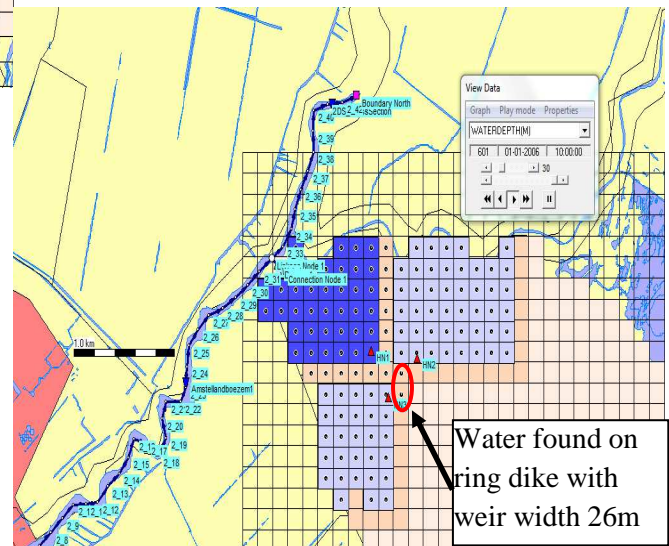 Boundary North
2_42
2_40
2_39
2_38
2_37
2_36
2_35
2_34
2_33
Connection Node 1
2_31
2_30
2_29
2_28
2_27
2_26
2_25
2_24
Amstellandboezem1
2_22
2_20
2_19
2_18
2_17
2_15
2_14
2_13
2_12
2_9
2_8
1.0 km
HN1
HN2
View Data
Graph Play mode Properties
WATERDEPTH(M)
601 01-01-2006 10:00:00
30
Water found on
ring dike with
weir width 26m